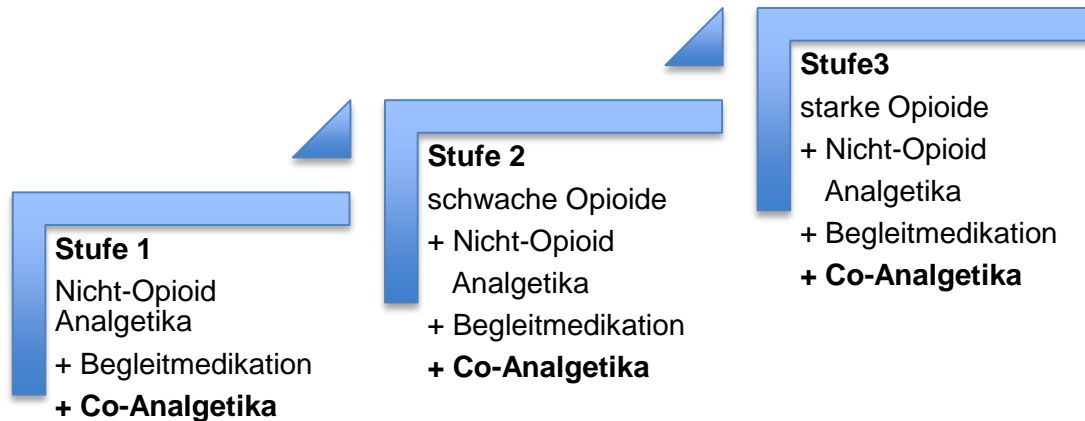 Stufe 1
Nicht-Opioid
Analgetika
+ Begleitmedikation
+ Co-Analgetika
Stufe 2
schwache Opioide
+ Nicht-Opioid
Analgetika
+ Begleitmedikation
+ Co-Analgetika
Stufe3
starke Opioide
+ Nicht-Opioid
Analgetika
+ Begleitmedikation
+ Co-Analgetika